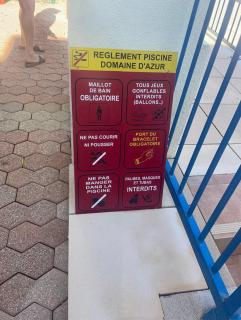 REGLEMENT PISCINE
DOMAINE D'AZUR
MAILLOT
DE BAIN
OBLIGATOIRE
TOUS JEUX
GONFLABLES
INTERDITS
(BALLONS..)
NE PAS COURIR
NI POUSSER
PORT DU
BRACELET
OBLIGATOIRE
NE PAS
MANGER
DANS LA
PISCINE
PALMES, MASQUES
ET TUBAS
INTERDITS